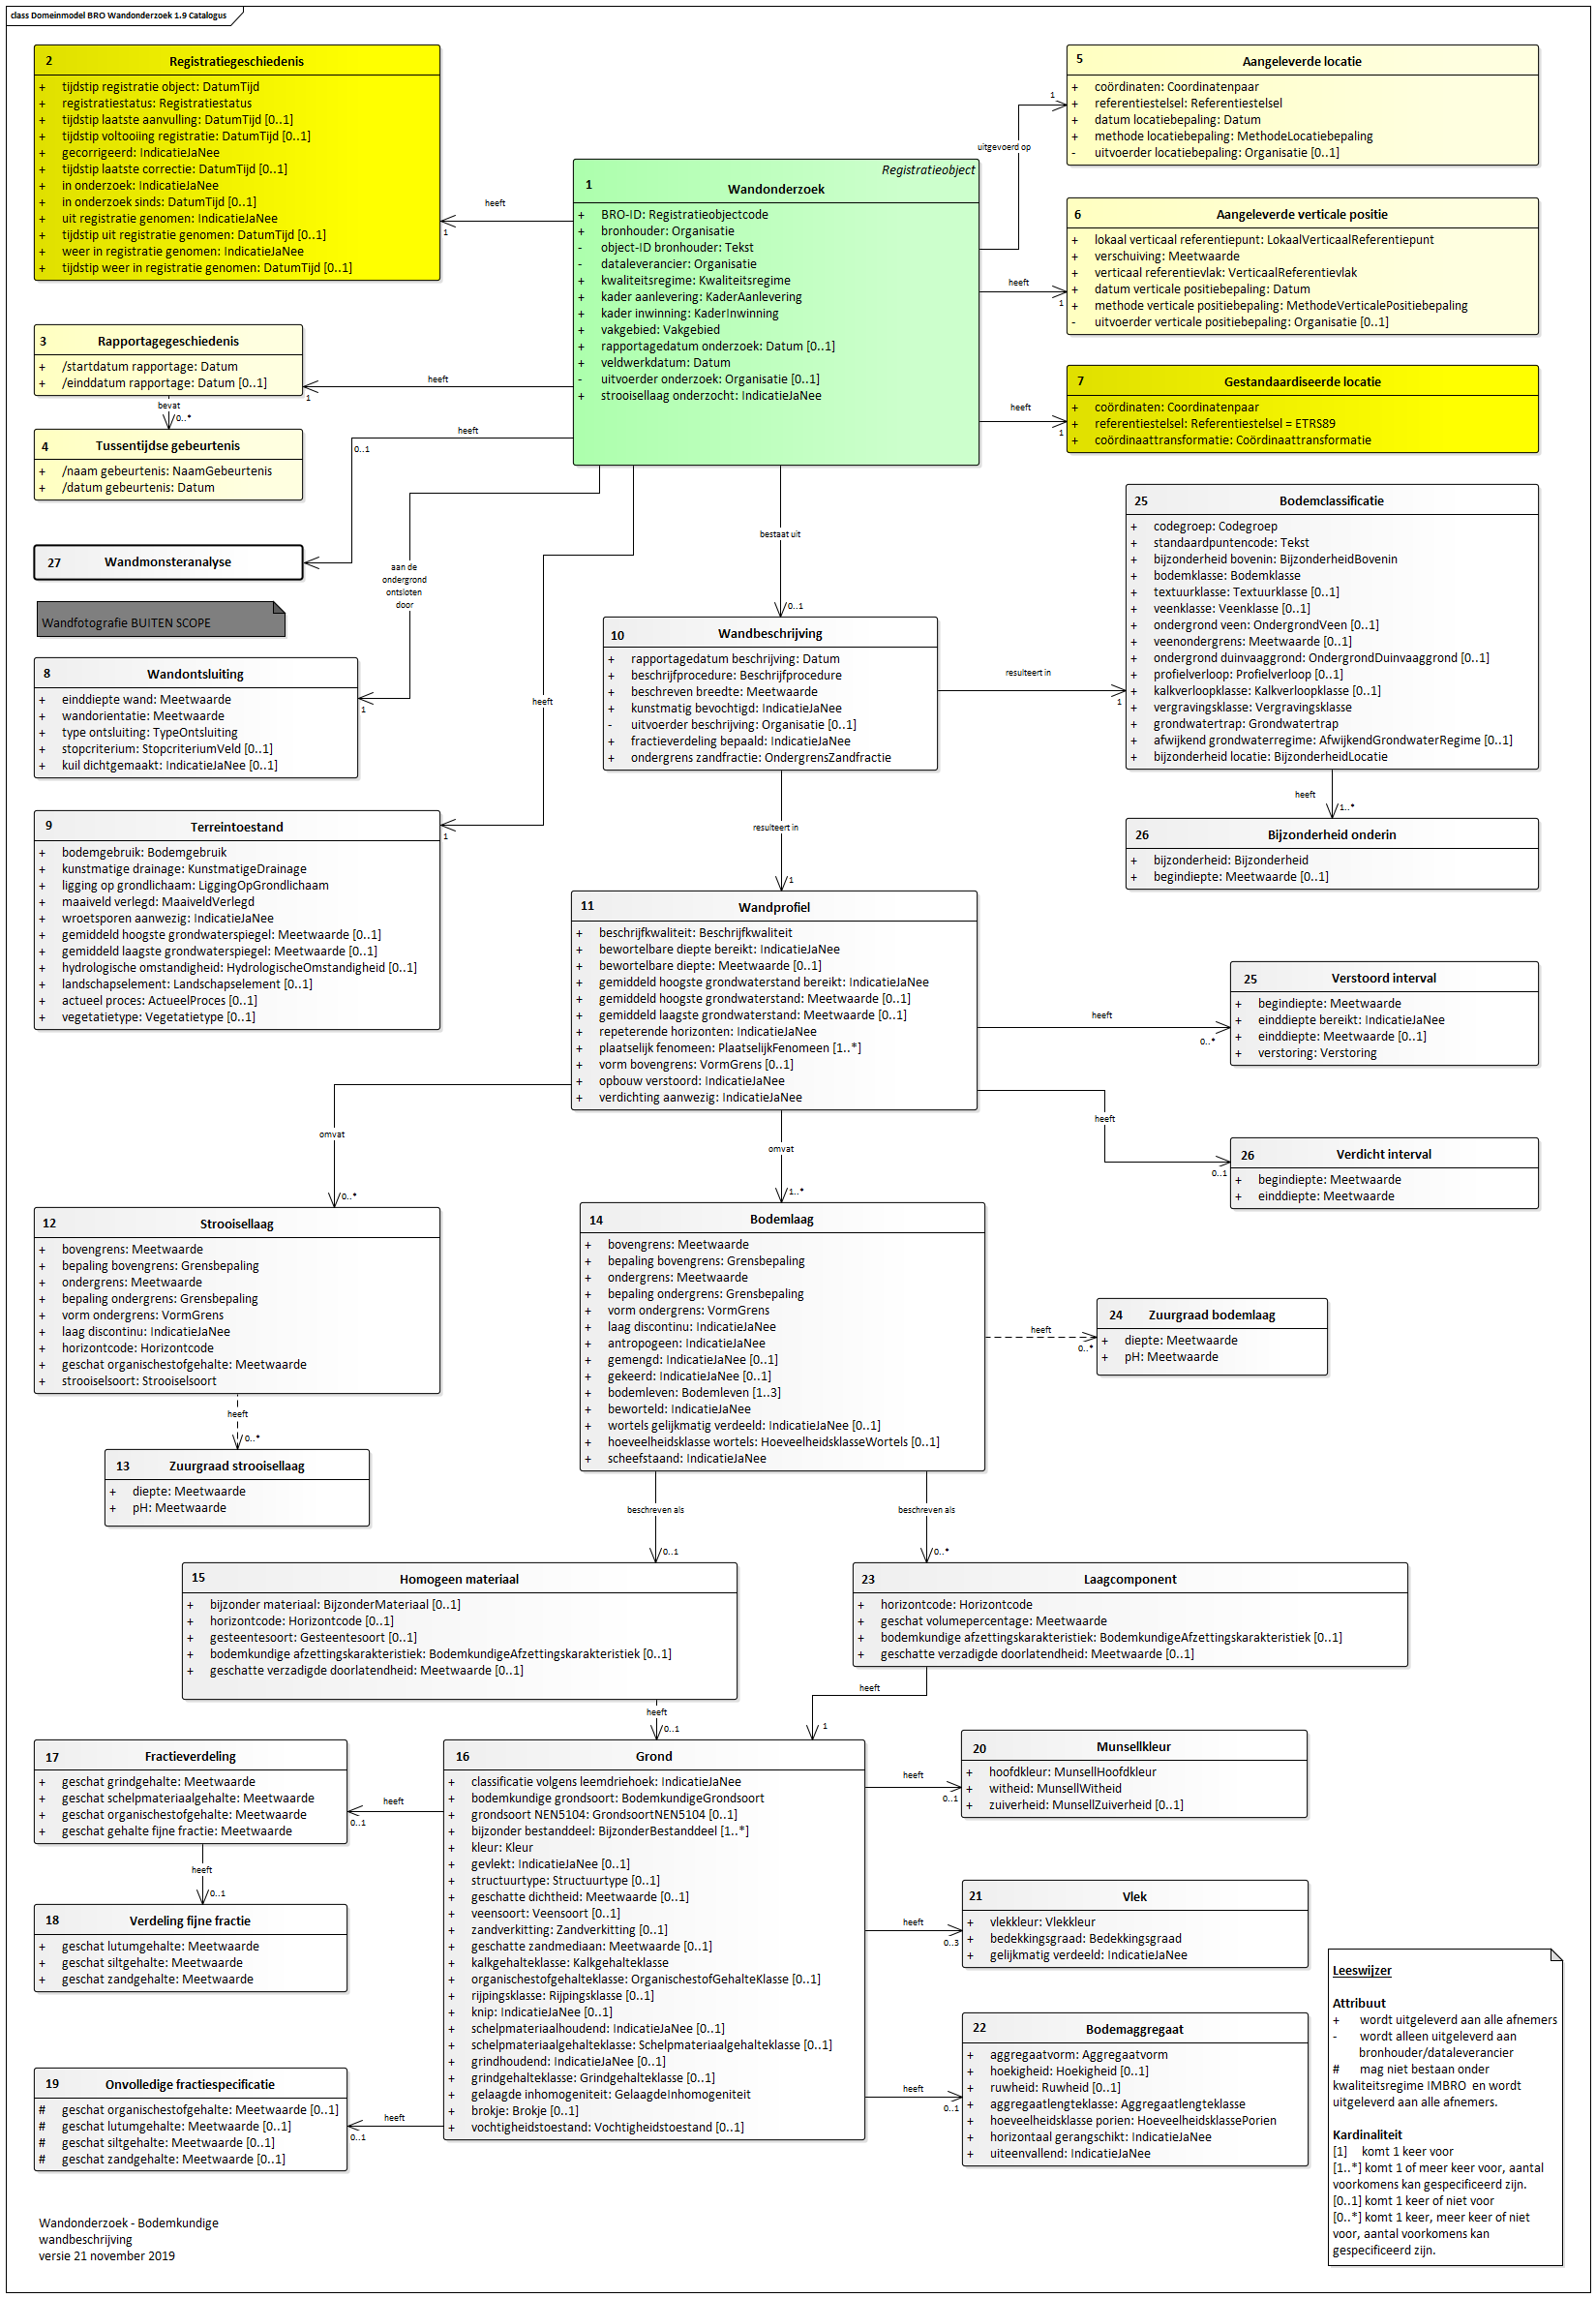 class Domeinmodel BRO Wandonderzoek 1.9 Catalogus
2 Registratiegeschiedenis
+ tijdstip registratie object: DatumTijd
+ registratiestatus: Registratiestatus
+ tijdstip laatste aanvulling: DatumTijd [0..1]
+ tijdstip voltooiing registratie: DatumTijd [0..1]
+ gecorrigeerd: IndicatieJaNee
+ tijdstip laatste correctie: DatumTijd [0..1]
+ in onderzoek: IndicatieJaNee
+ in onderzoek sinds: DatumTijd [0..1]
+ uit registratie genomen: IndicatieJaNee
+ tijdstip uit registratie genomen: DatumTijd [0..1]
+ weer in registratie genomen: IndicatieJaNee
+ tijdstip weer in registratie genomen: DatumTijd [0..1]
heeft
1
Registratieobject
1 Wandonderzoek
+ BRO-ID: Registratieobjectcode
+ bronhouder: Organisatie
- object-ID bronhouder: Tekst
- dataleverancier: Organisatie
+ kwaliteitsregime: Kwaliteitsregime
+ kader aanlevering: KaderAanlevering
+ kader inwinning: KaderInwinning
+ vakgebied: Vakgebied
+ rapportagedatum onderzoek: Datum [0..1]
+ veldwerkdatum: Datum
- uitvoerder onderzoek: Organisatie [0..1]
+ strooisellaag onderzocht: IndicatieJaNee
uitgevoerd op
1
5 Aangeleverde locatie
+ coördinaten: Coordinatenpaar
+ referentiestelsel: Referentiestelsel
+ datum locatiebepaling: Datum
+ methode locatiebepaling: MethodeLocatiebepaling
- uitvoerder locatiebepaling: Organisatie [0..1]
heeft
1
6 Aangeleverde verticale positie
+ lokaal verticaal referentiepunt: LokaalVerticaalReferentiepunt
+ verschuiving: Meetwaarde
+ verticaal referentievlak: VerticaalReferentievlak
+ datum verticale positiebepaling: Datum
+ methode verticale positiebepaling: MethodeVerticalePositiebepaling
- uitvoerder verticale positiebepaling: Organisatie [0..1]
heeft
1
7 Gestandaardiseerde locatie
+ coördinaten: Coordinatenpaar
+ referentiestelsel: Referentiestelsel = ETRS89
+ coördinaattransformatie: Coördinaattransformatie
3 Rapportagegeschiedenis
+ /startdatum rapportage: Datum
+ /einddatum rapportage: Datum [0..1]
heeft
1
bevat
0..*
4 Tussentijdse gebeurtenis
+ /naam gebeurtenis: NaamGebeurtenis
+ /datum gebeurtenis: Datum
heeft
0..1
27 Wandmonsteranalyse
Wandfotografie BUITEN SCOPE
aan de
ondergrond
ontsloten
door
1
8 Wandontsluiting
+ einddiepte wand: Meetwaarde
+ wandorientatie: Meetwaarde
+ type ontsluiting: TypeOntsluiting
+ stopcriterium: StopcriteriumVeld [0..1]
+ kuil dichtgemaakt: IndicatieJaNee [0..1]
heeft
1
9 Terreintoestand
+ bodemgebruik: Bodemgebruik
+ kunstmatige drainage: KunstmatigeDrainage
+ ligging op grondlichaam: LiggingOpGrondlichaam
+ maaiveld verlegd: MaaiveldVerlegd
+ wroetsporen aanwezig: IndicatieJaNee
+ gemiddeld hoogste grondwaterspiegel: Meetwaarde [0..1]
+ gemiddeld laagste grondwaterspiegel: Meetwaarde [0..1]
+ hydrologische omstandigheid: HydrologischeOmstandigheid [0..1]
+ landschapselement: Landschapselement [0..1]
+ actueel proces: ActueelProces [0..1]
+ vegetatietype: Vegetatietype [0..1]
bestaat uit
0..1
10 Wandbeschrijving
+ rapportagedatum beschrijving: Datum
+ beschrijfprocedure: Beschrijfprocedure
+ beschreven breedte: Meetwaarde
+ kunstmatig bevochtigd: IndicatieJaNee
- uitvoerder beschrijving: Organisatie [0..1]
+ fractieverdeling bepaald: IndicatieJaNee
+ ondergrens zandfractie: OndergrensZandfractie
resulteert in
1
25 Bodemclassificatie
+ codegroep: Codegroep
+ standaardpuntencode: Tekst
+ bijzonderheid bovenin: BijzonderheidBovenin
+ bodemklasse: Bodemklasse
+ textuurklasse: Textuurklasse [0..1]
+ veenklasse: Veenklasse [0..1]
+ ondergrond veen: OndergrondVeen [0..1]
+ veenondergrens: Meetwaarde [0..1]
+ ondergrond duinvaaggrond: OndergrondDuinvaaggrond [0..1]
+ profielverloop: Profielverloop [0..1]
+ kalkverloopklasse: Kalkverloopklasse [0..1]
+ vergravingsklasse: Vergravingsklasse
+ grondwatertrap: Grondwatertrap
+ afwijkend grondwaterregime: AfwijkendGrondwaterRegime [0..1]
+ bijzonderheid locatie: BijzonderheidLocatie
heeft
1..*
26 Bijzonderheid onderin
+ bijzonderheid: Bijzonderheid
+ begindiepte: Meetwaarde [0..1]
resulteert in
1
11 Wandprofiel
+ beschrijfkwaliteit: Beschrijfkwaliteit
+ bewortelbare diepte bereikt: IndicatieJaNee
+ bewortelbare diepte: Meetwaarde [0..1]
+ gemiddeld hoogste grondwaterstand bereikt: IndicatieJaNee
+ gemiddeld hoogste grondwaterstand: Meetwaarde [0..1]
+ gemiddeld laagste grondwaterstand: Meetwaarde [0..1]
+ repeterende horizonten: IndicatieJaNee
+ plaatselijk fenomeen: PlaatselijkFenomeen [1..*]
+ vorm bovengrens: VormGrens [0..1]
+ opbouw verstoord: IndicatieJaNee
+ verdichting aanwezig: IndicatieJaNee
heeft
0..*
25 Verstoord interval
+ begindiepte: Meetwaarde
+ einddiepte bereikt: IndicatieJaNee
+ einddiepte: Meetwaarde [0..1]
+ verstoring: Verstoring
heeft
0..1
26 Verdicht interval
+ begindiepte: Meetwaarde
+ einddiepte: Meetwaarde
omvat
0..*
12 Strooisellaag
+ bovengrens: Meetwaarde
+ bepaling bovengrens: Grensbepaling
+ ondergrens: Meetwaarde
+ bepaling ondergrens: Grensbepaling
+ vorm ondergrens: VormGrens
+ laag discontinu: IndicatieJaNee
+ horizontcode: Horizontcode
+ geschat organischestofgehalte: Meetwaarde
+ strooiselsoort: Strooiselsoort
heeft
0..*
13 Zuurgraad strooisellaag
+ diepte: Meetwaarde
+ pH: Meetwaarde
omvat
1..*
14 Bodemlaag
+ bovengrens: Meetwaarde
+ bepaling bovengrens: Grensbepaling
+ ondergrens: Meetwaarde
+ bepaling ondergrens: Grensbepaling
+ vorm ondergrens: VormGrens
+ laag discontinu: IndicatieJaNee
+ antropogeen: IndicatieJaNee
+ gemengd: IndicatieJaNee [0..1]
+ gekeerd: IndicatieJaNee [0..1]
+ bodemleven: Bodemleven [1..3]
+ beworteld: IndicatieJaNee
+ wortels gelijkmatig verdeeld: IndicatieJaNee [0..1]
+ hoeveelheidsklasse wortels: HoeveelheidsklasseWortels [0..1]
+ scheefstaand: IndicatieJaNee
heeft
0..*
24 Zuurgraad bodemlaag
+ diepte: Meetwaarde
+ pH: Meetwaarde
beschreven als
0..1
beschreven als
0..*
15 Homogeen materiaal
+ bijzonder materiaal: BijzonderMateriaal [0..1]
+ horizontcode: Horizontcode [0..1]
+ gesteentesoort: Gesteentesoort [0..1]
+ bodemkundige afzettingskarakteristiek: BodemkundigeAfzettingskarakteristiek [0..1]
+ geschatte verzadigde doorlatendheid: Meetwaarde [0..1]
23 Laagcomponent
+ horizontcode: Horizontcode
+ geschat volumepercentage: Meetwaarde
+ bodemkundige afzettingskarakteristiek: BodemkundigeAfzettingskarakteristiek [0..1]
+ geschatte verzadigde doorlatendheid: Meetwaarde [0..1]
heeft
0..1
heeft
1
17 Fractieverdeling
+ geschat grindgehalte: Meetwaarde
+ geschat schelpmateriaalgehalte: Meetwaarde
+ geschat organischestofgehalte: Meetwaarde
+ geschat gehalte fijne fractie: Meetwaarde
heeft
0..1
heeft
0..1
18 Verdeling fijne fractie
+ geschat lutumgehalte: Meetwaarde
+ geschat siltgehalte: Meetwaarde
+ geschat zandgehalte: Meetwaarde
19 Onvolledige fractiespecificatie
# geschat organischestofgehalte: Meetwaarde [0..1]
# geschat lutumgehalte: Meetwaarde [0..1]
# geschat siltgehalte: Meetwaarde [0..1]
# geschat zandgehalte: Meetwaarde [0..1]
heeft
0..1
16 Grond
+ classificatie volgens leemdriehoek: IndicatieJaNee
+ bodemkundige grondsoort: BodemkundigeGrondsoort
+ grondsoort NEN5104: GrondsoortNEN5104 [0..1]
+ bijzonder bestanddeel: BijzonderBestanddeel [1..*]
+ kleur: Kleur
+ gevlekt: IndicatieJaNee [0..1]
+ structuurtype: Structuurtype [0..1]
+ geschatte dichtheid: Meetwaarde [0..1]
+ veensoort: Veensoort [0..1]
+ zandverkitting: Zandverkitting [0..1]
+ geschatte zandmediaan: Meetwaarde [0..1]
+ kalkgehalteklasse: Kalkgehalteklasse
+ organischestofgehalteklasse: OrganischestofGehalteKlasse [0..1]
+ rijpingsklasse: Rijpingsklasse [0..1]
+ knip: IndicatieJaNee [0..1]
+ schelpmateriaalhoudend: IndicatieJaNee [0..1]
+ schelpmateriaalgehalteklasse: Schelpmateriaalgehalteklasse [0..1]
+ grindhoudend: IndicatieJaNee [0..1]
+ grindgehalteklasse: Grindgehalteklasse [0..1]
+ gelaagde inhomogeniteit: GelaagdeInhomogeniteit
+ brokje: Brokje [0..1]
+ vochtigheidstoestand: Vochtigheidstoestand [0..1]
heeft
0..1
20 Munsellkleur
+ hoofdkleur: MunsellHoofdkleur
+ witheid: MunsellWitheid
+ zuiverheid: MunsellZuiverheid [0..1]
heeft
0..3
21 Vlek
+ vlekkleur: Vlekkleur
+ bedekkingsgraad: Bedekkingsgraad
+ gelijkmatig verdeeld: IndicatieJaNee
heeft
0..1
22 Bodemaggregaat
+ aggregaatvorm: Aggregaatvorm
+ hoekigheid: Hoekigheid [0..1]
+ ruwheid: Ruwheid [0..1]
+ aggregaatlengteklasse: Aggregaatlengteklasse
+ hoeveelheidsklasse porien: HoeveelheidsklassePorien
+ horizontaal gerangschikt: IndicatieJaNee
+ uiteenvallend: IndicatieJaNee
Leeswijzer
Attribuut
+ wordt uitgeleverd aan alle afnemers
- wordt alleen uitgeleverd aan
bronhouder/dataleverancier
# mag niet bestaan onder
kwaliteitsregime IMBRO en wordt
uitgeleverd aan alle afnemers.
Kardinaliteit
[1] komt 1 keer voor
[1..*] komt 1 of meer keer voor, aantal
voorkomens kan gespecificeerd zijn.
[0..1] komt 1 keer of niet voor
[0..*] komt 1 keer, meer keer of niet
voor, aantal voorkomens kan
gespecificeerd zijn.
Wandonderzoek - Bodemkundige
wandbeschrijving
versie 21 november 2019